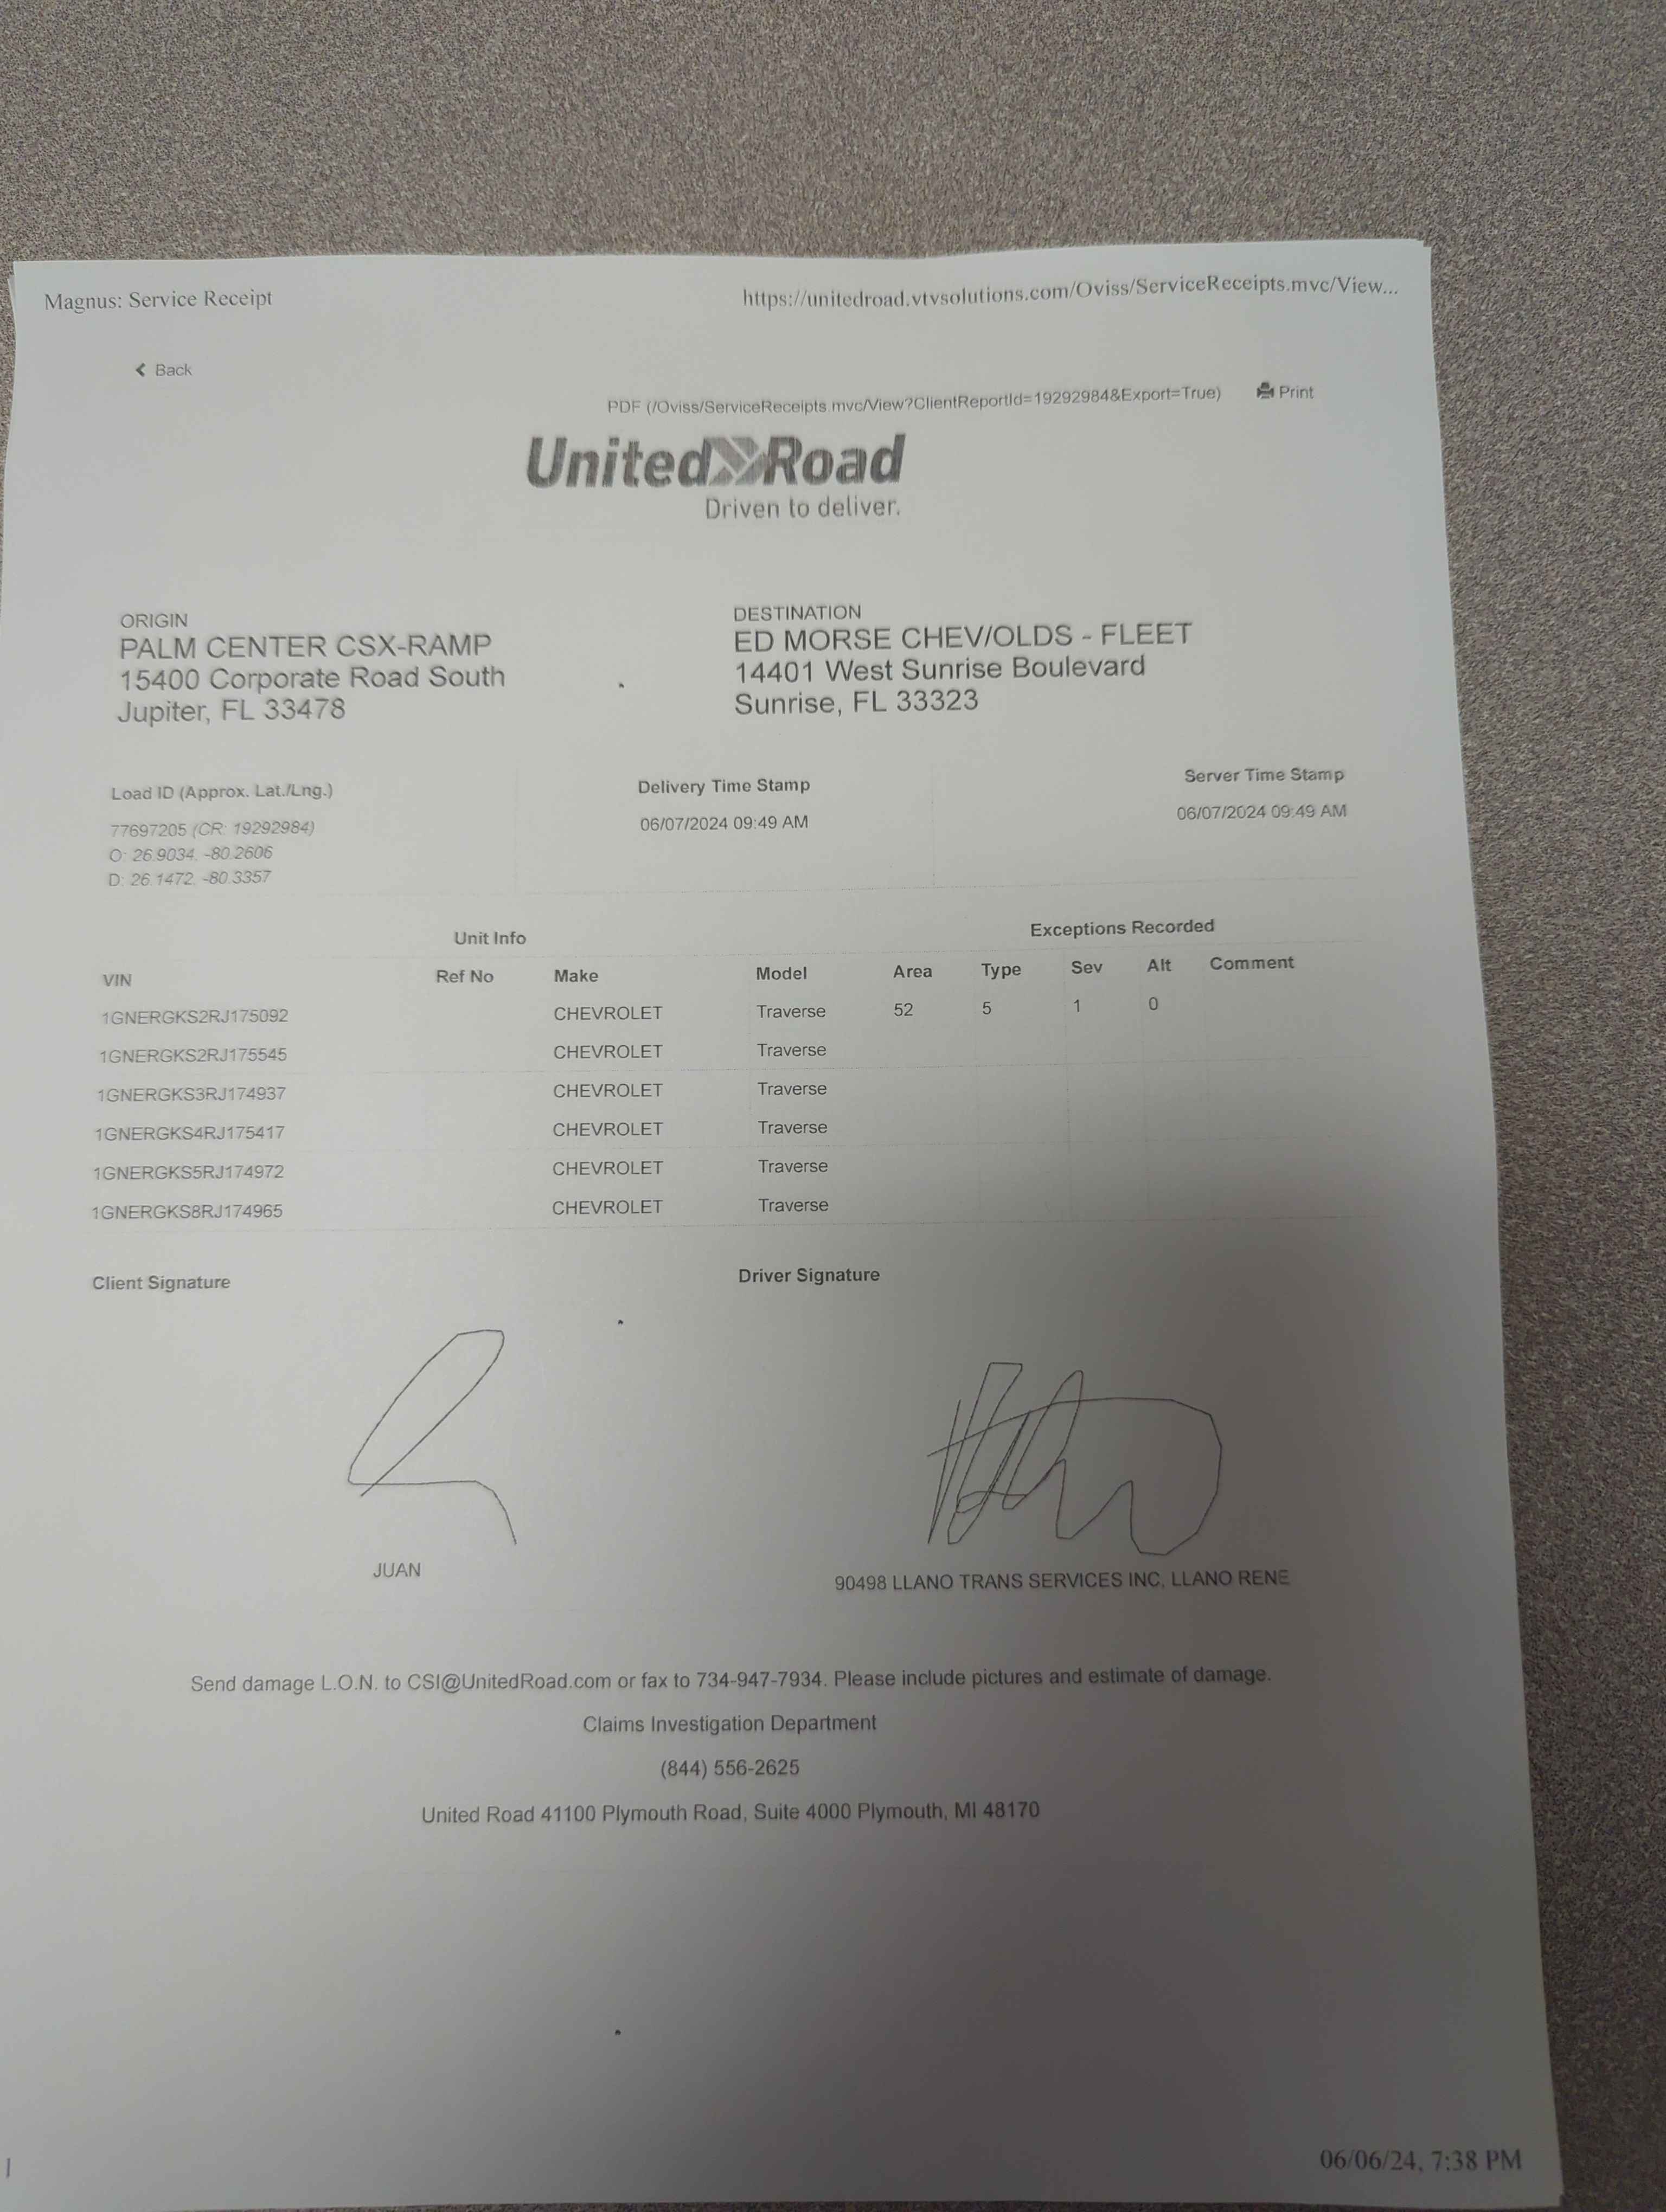 Magnus: Service Receipt https://unitedroad.vtvsolutions.com/Oviss/ServiceReceipts.mvc/View...
Back
PDF (/Oviss/ServiceReceipts.mvc/View?ClientReportId=19292984&Export=True) Print
United Road
Driven to deliver.
ORIGIN
PALM CENTER CSX-RAMP
15400 Corporate Road South
Jupiter, FL 33478
DESTINATION
ED MORSE CHEV/OLDS - FLEET
14401 West Sunrise Boulevard
Sunrise, FL 33323
Load ID (Approx. Lat./Lng.)
77697205 (CR: 19292984)
O: 26.9034, -80.2606
D: 26.1472, -80.3357
Delivery Time Stamp
06/07/2024 09:49 AM
Server Time Stamp
06/07/2024 09:49 AM
Unit Info Exceptions Recorded
VIN Ref No Make Model Area Type Sev Alt Comment
1GNERGKS2RJ175092 CHEVROLET Traverse 52 5 1 0
1GNERGKS2RJ175545 CHEVROLET Traverse
1GNERGKS3RJ174937 CHEVROLET Traverse
1GNERGKS4RJ175417 CHEVROLET Traverse
1GNERGKS5RJ174972 CHEVROLET Traverse
1GNERGKS8RJ174965 CHEVROLET Traverse
Client Signature Driver Signature
JUAN
90498 LLANO TRANS SERVICES INC, LLANO RENE
Send damage L.O.N. to CSI@UnitedRoad.com or fax to 734-947-7934. Please include pictures and estimate of damage.
Claims Investigation Department
(844) 556-2625
United Road 41100 Plymouth Road, Suite 4000 Plymouth, MI 48170
06/06/24, 7:38 PM